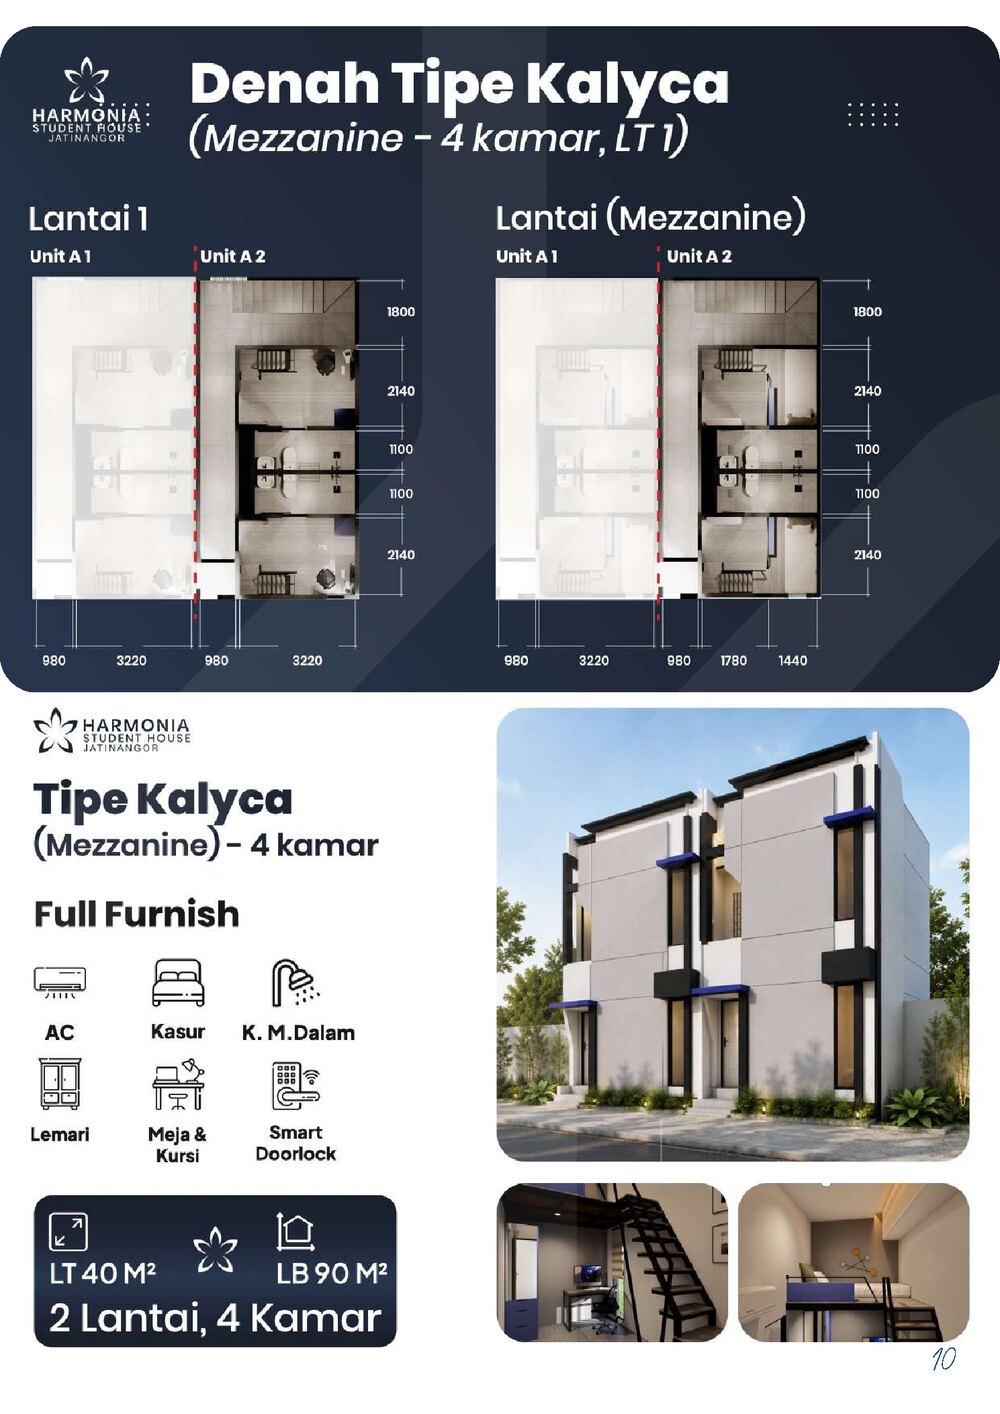 HARMONIA
STUDENT HOUSE
JATINANGOR
Denah Tipe Kalyca
(Mezzanine - 4 kamar, LT 1)
Lantai 1
Unit A 1
Unit A 2
1800
2140
1100
1100
2140
980
3220
980
3220
Lantai (Mezzanine)
Unit A 1
Unit A 2
1800
2140
1100
1100
2140
980
3220
980
1780
1440
HARMONIA
STUDENT HOUSE
JATINANGOR
Tipe Kalyca
(Mezzanine) - 4 kamar
Full Furnish
AC
Kasur
K. M.Dalam
Lemari
Meja &
Kursi
Smart
Doorlock
LT 40 M²
LB 90 M²
2 Lantai, 4 Kamar
10